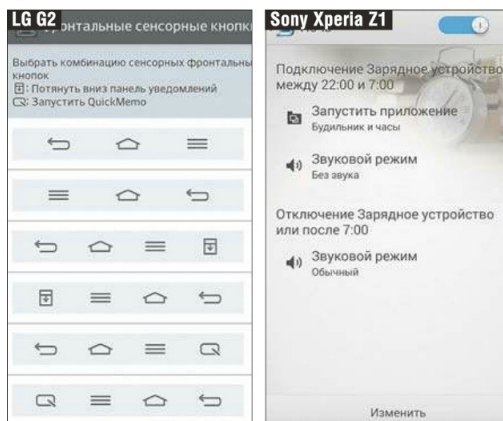 LG G2
Фронтальные сенсорные кнопки
Выбрать комбинацию сенсорных фронтальны
кнопок
: Потянуть вниз панель уведомлений
: Запустить QuickMemo
Sony Xperia Z1
Подключение Зарядное устройство
между 22:00 и 7:00
Запустить приложение
Будильник и часы
Звуковой режим
Без звука
Отключение Зарядное устройство
или после 7:00
Звуковой режим
Обычный
Изменить